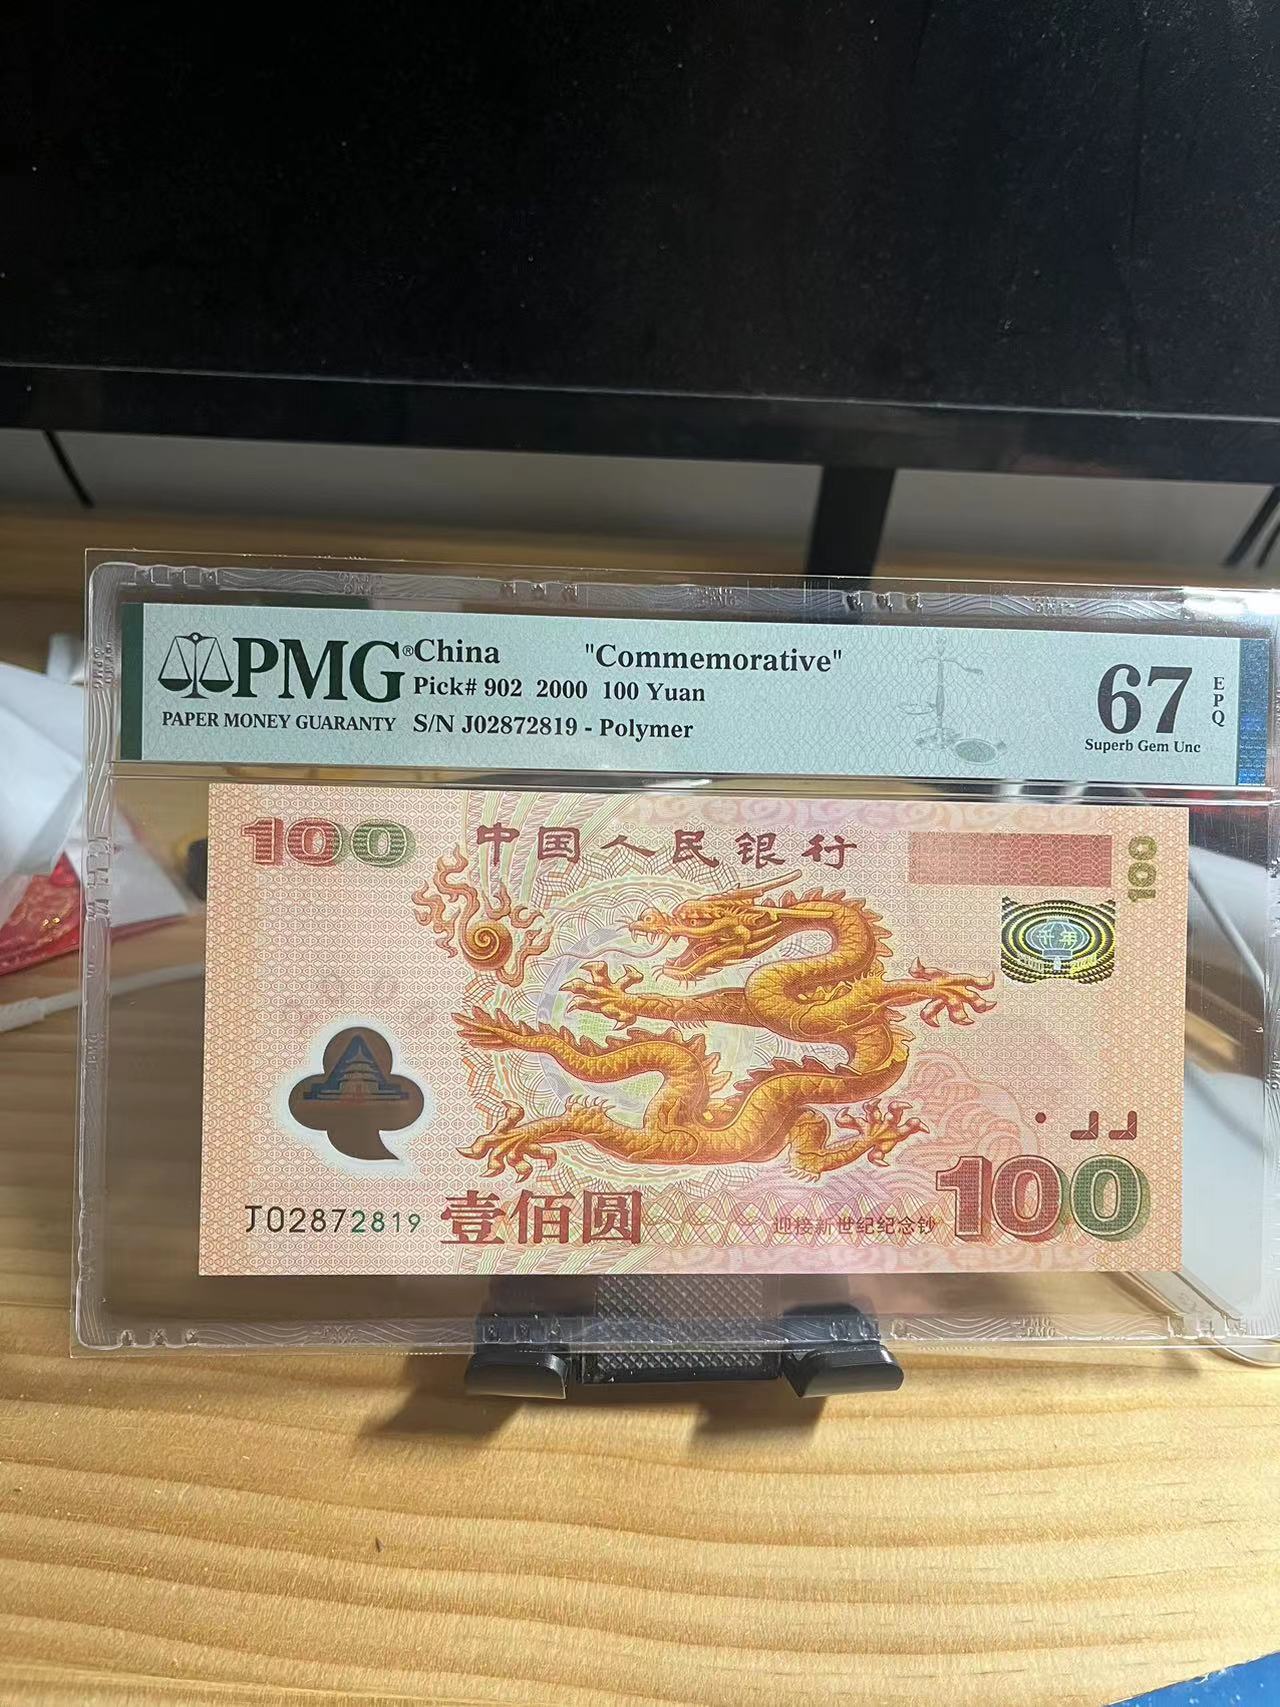 PMG® China "Commemorative"
Pick# 902 2000 100 Yuan
PAPER MONEY GUARANTY S/N J02872819 - Polymer
67 EPQ
Superb Gem Unc
100 中国人民银行 100
千年
J02872819 壹佰圆 迎接新世纪纪念钞 100